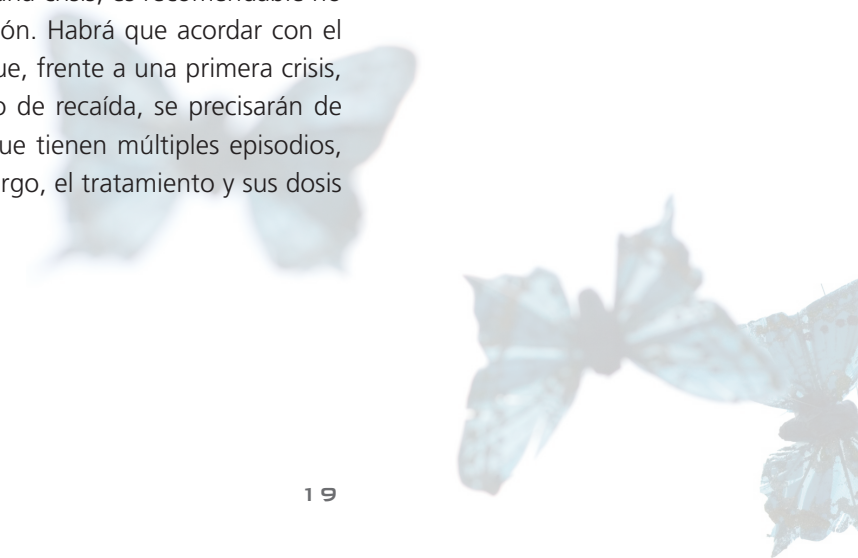 ón. Habrá que acordar con el
ue, frente a una primera crisis,
o de recaída, se precisarán de
ue tienen múltiples episodios,
rgo, el tratamiento y sus dosis
19